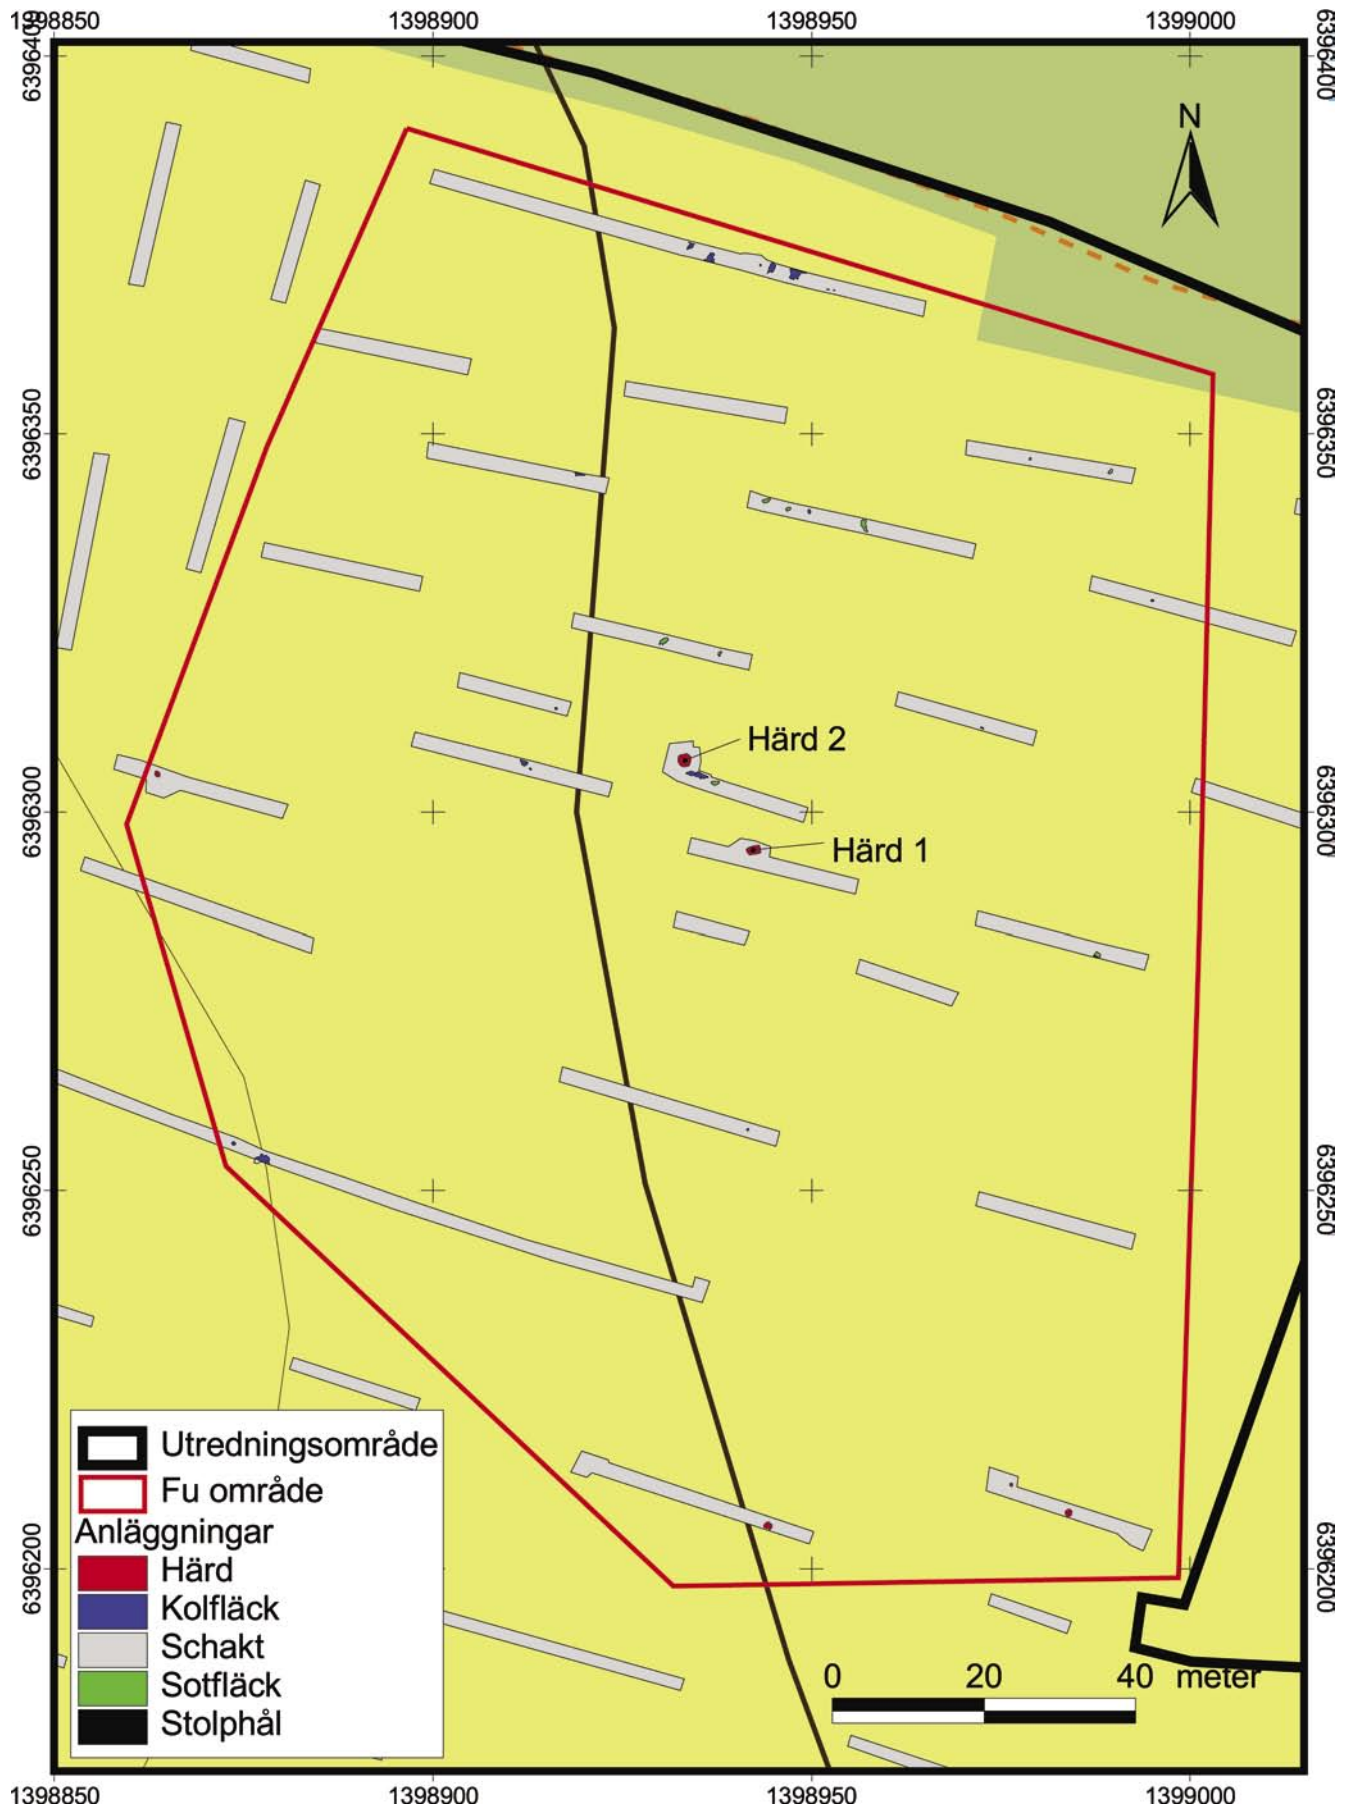 1398850 1398900 1398950 1399000
6396400 6396400
N
6396350 6396350
Härd 2
6396300 6396300
Härd 1
6396250 6396250
Utredningsområde
Fu område
Anläggningar
Härd
Kolfläck
Schakt
Sotfläck
Stolphål
6396200 6396200
0 20 40 meter
1398850 1398900 1398950 1399000